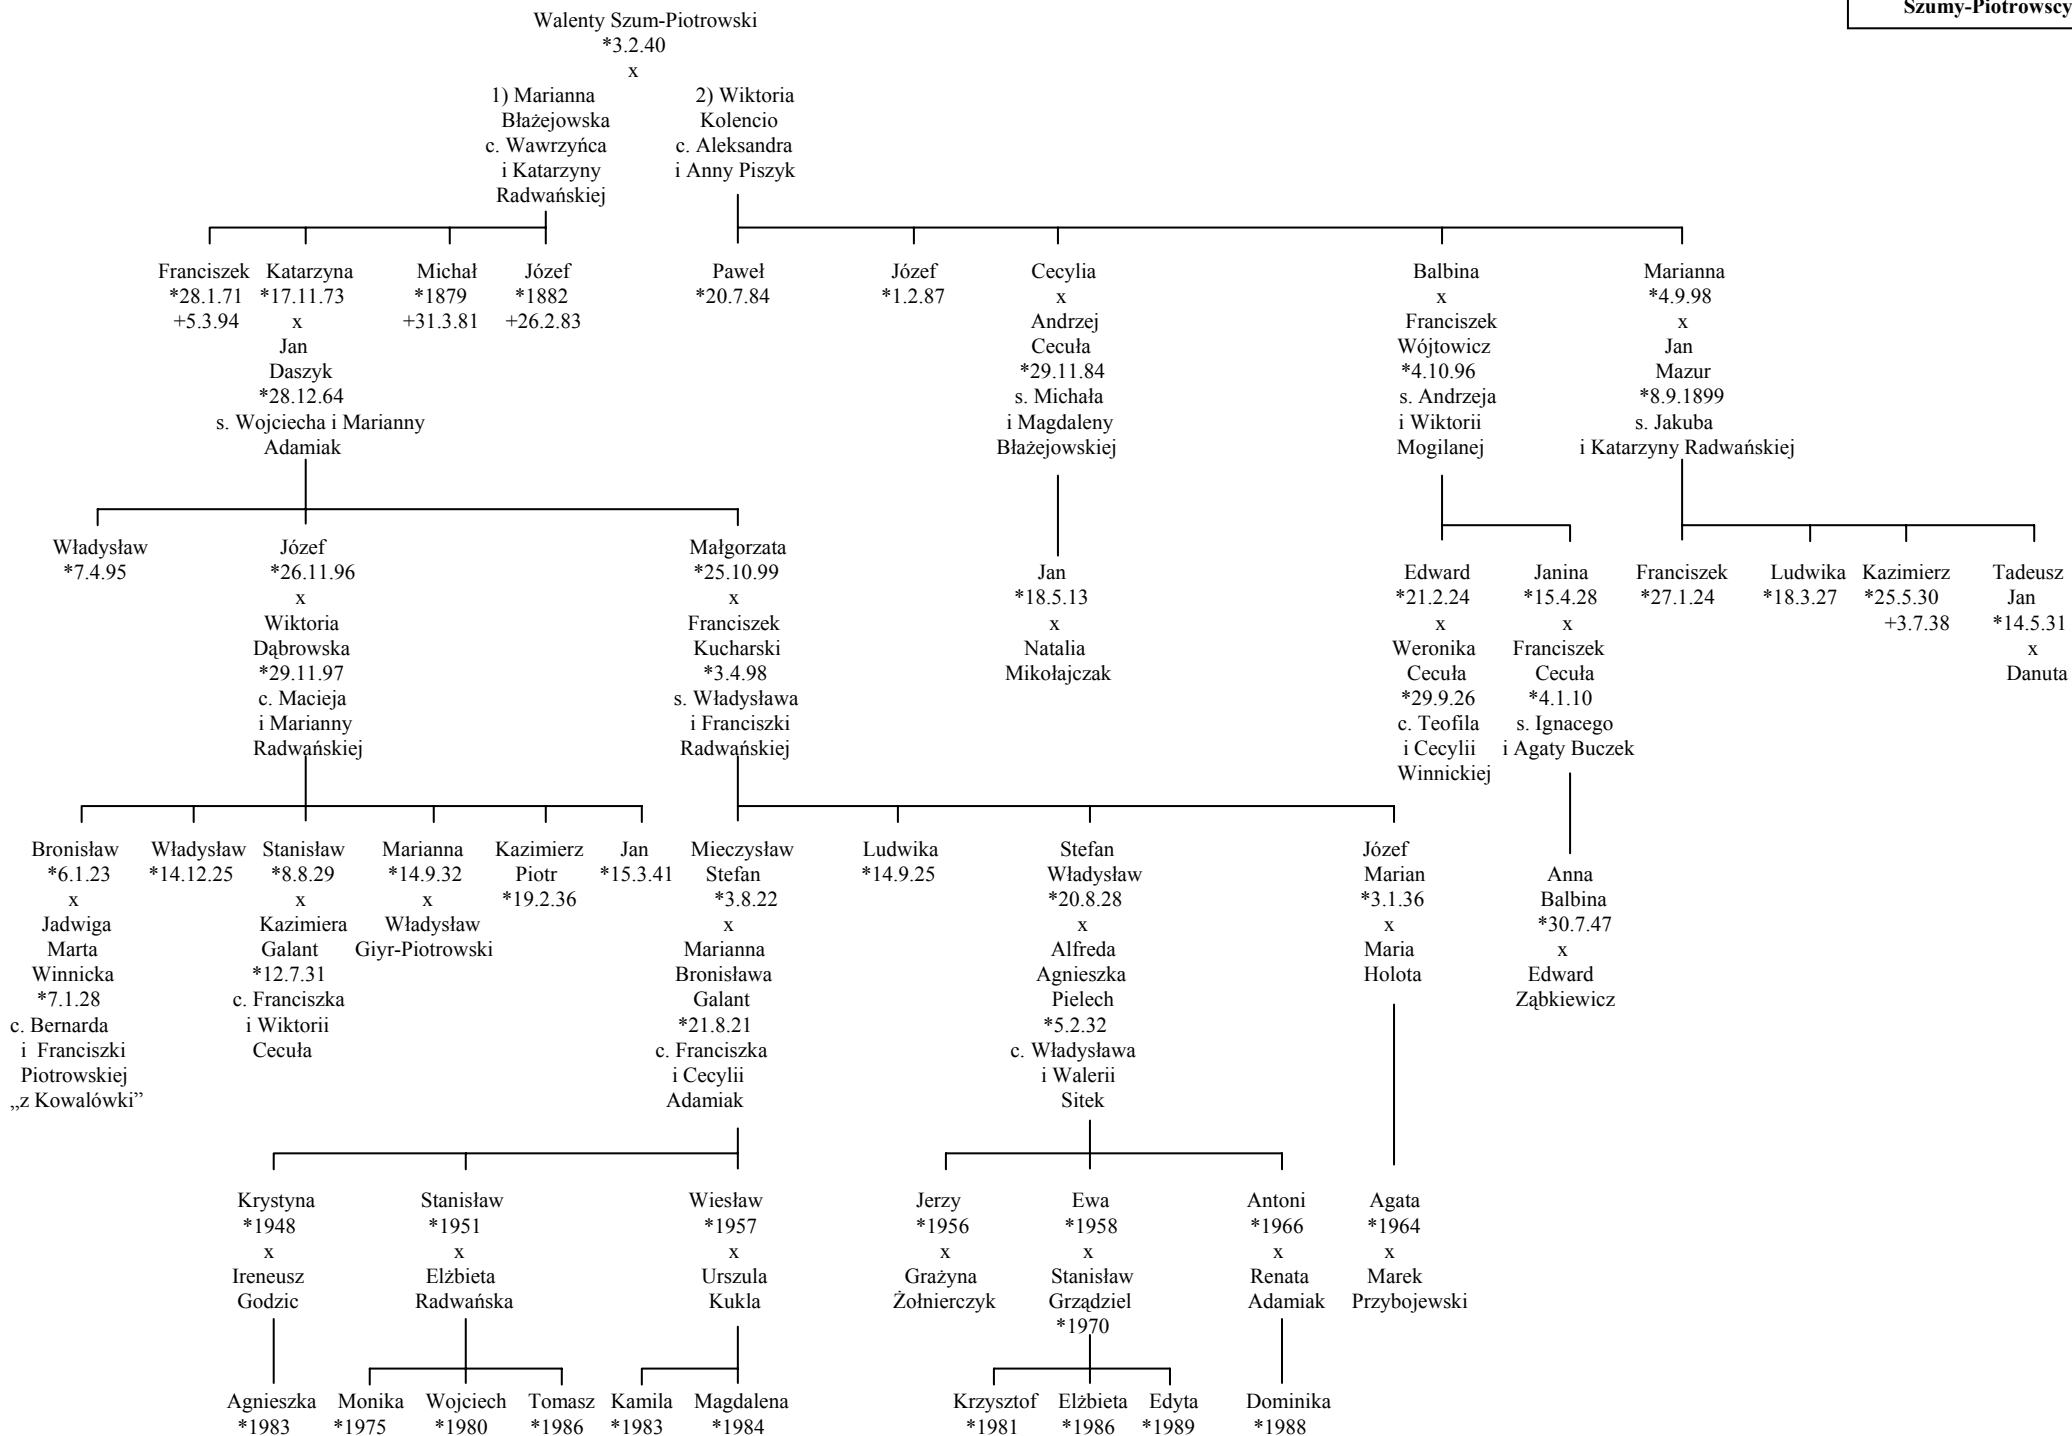 Szumy-Piotrowscy
Walenty Szum-Piotrowski
*3.2.40
x
1) Marianna
Błażejowska
c. Wawrzyńca
i Katarzyny
Radwańskiej
2) Wiktoria
Kolencio
c. Aleksandra
i Anny Piszyk
Franciszek
*28.1.71
+5.3.94
Katarzyna
*17.11.73
x
Jan
Daszyk
*28.12.64
s. Wojciecha i Marianny
Adamiak
Michał
*1879
+31.3.81
Józef
*1882
+26.2.83
Paweł
*20.7.84
Józef
*1.2.87
Cecylia
x
Andrzej
Cecuła
*29.11.84
s. Michała
i Magdaleny
Błażejowskiej
Balbina
x
Franciszek
Wójtowicz
*4.10.96
s. Andrzeja
i Wiktorii
Mogilanej
Marianna
*4.9.98
x
Jan
Mazur
*8.9.1899
s. Jakuba
i Katarzyny Radwańskiej
Władysław
*7.4.95
Józef
*26.11.96
x
Wiktoria
Dąbrowska
*29.11.97
c. Macieja
i Marianny
Radwańskiej
Małgorzata
*25.10.99
x
Franciszek
Kucharski
*3.4.98
s. Władysława
i Franciszki
Radwańskiej
Jan
*18.5.13
x
Natalia
Mikołajczak
Edward
*21.2.24
x
Weronika
Cecuła
*29.9.26
c. Teofila
i Cecylii
Winnickiej
Janina
*15.4.28
x
Franciszek
Cecuła
*4.1.10
s. Ignacego
i Agaty Buczek
Franciszek
*27.1.24
Ludwika
*18.3.27
Kazimierz
*25.5.30
+3.7.38
Tadeusz
Jan
*14.5.31
x
Danuta
Bronisław
*6.1.23
x
Jadwiga
Marta
Winnicka
*7.1.28
c. Bernarda
i Franciszki
Piotrowskiej
„z Kowalówki”
Władysław
*14.12.25
Stanisław
*8.8.29
x
Kazimiera
Galant
*12.7.31
c. Franciszka
i Wiktorii
Cecuła
Marianna
*14.9.32
x
Władysław
Giyr-Piotrowski
Kazimierz
Piotr
*19.2.36
Jan
*15.3.41
Mieczysław
Stefan
*3.8.22
x
Marianna
Bronisława
Galant
*21.8.21
c. Franciszka
i Cecylii
Adamiak
Ludwika
*14.9.25
Stefan
Władysław
*20.8.28
x
Alfreda
Agnieszka
Pielech
*5.2.32
c. Władysława
i Walerii
Sitek
Józef
Marian
*3.1.36
x
Maria
Holota
Anna
Balbina
*30.7.47
x
Edward
Ząbkiewicz
Krystyna
*1948
x
Ireneusz
Godzic
Stanisław
*1951
x
Elżbieta
Radwańska
Wiesław
*1957
x
Urszula
Kukla
Jerzy
*1956
x
Grażyna
Żołnierczyk
Ewa
*1958
x
Stanisław
Grządziel
*1970
Antoni
*1966
x
Renata
Adamiak
Agata
*1964
x
Marek
Przybojewski
Agnieszka
*1983
Monika
*1975
Wojciech
*1980
Tomasz
*1986
Kamila
*1983
Magdalena
*1984
Krzysztof
*1981
Elżbieta
*1986
Edyta
*1989
Dominika
*1988